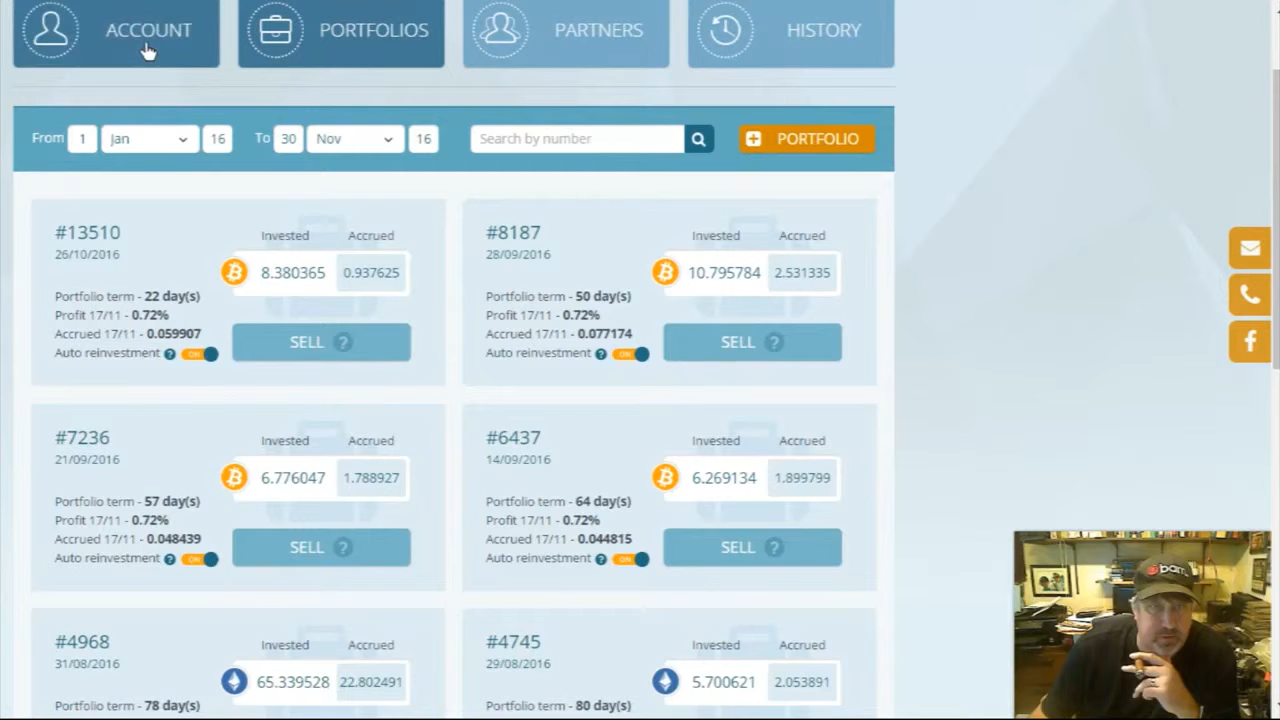 ACCOUNT
PORTFOLIOS
PARTNERS
HISTORY
From 1 Jan 16 To 30 Nov 16 Search by number PORTFOLIO
#13510
26/10/2016
Invested Accrued
8.380365 0.937625
Portfolio term - 22 day(s)
Profit 17/11 - 0.72%
Accrued 17/11 - 0.059907
Auto reinvestment ? ON
SELL ?
#8187
28/09/2016
Invested Accrued
10.795784 2.531335
Portfolio term - 50 day(s)
Profit 17/11 - 0.72%
Accrued 17/11 - 0.077174
Auto reinvestment ? ON
SELL ?
#7236
21/09/2016
Invested Accrued
6.776047 1.788927
Portfolio term - 57 day(s)
Profit 17/11 - 0.72%
Accrued 17/11 - 0.048439
Auto reinvestment ? ON
SELL ?
#6437
14/09/2016
Invested Accrued
6.269134 1.899799
Portfolio term - 64 day(s)
Profit 17/11 - 0.72%
Accrued 17/11 - 0.044815
Auto reinvestment ? ON
SELL ?
#4968
31/08/2016
Invested Accrued
65.339528 22.802491
Portfolio term - 78 day(s)
#4745
29/08/2016
Invested Accrued
5.700621 2.053891
Portfolio term - 80 day(s)